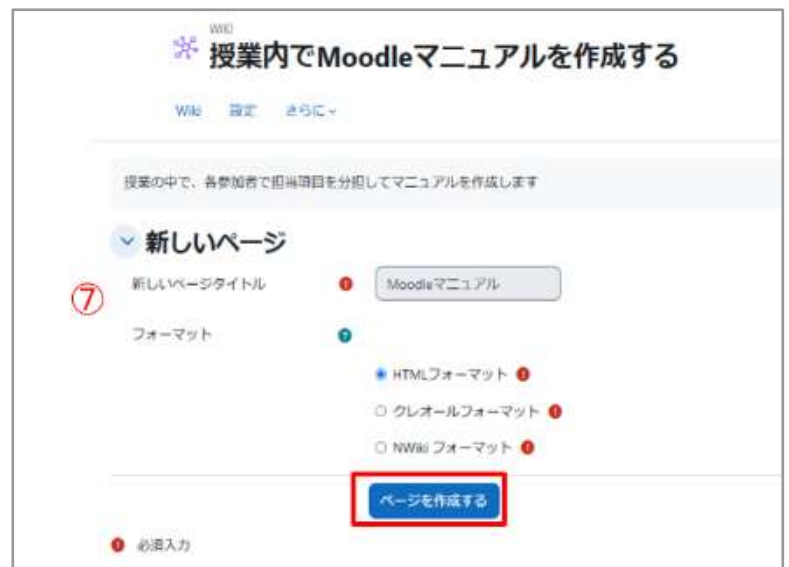 WIKI
授業内でMoodleマニュアルを作成する
Wiki 設定 さらに
授業の中で、各参加者で担当項目を分担してマニュアルを作成します
新しいページ
⑦
新しいページタイトル Moodleマニュアル
フォーマット
HTMLフォーマット
クレオールフォーマット
NWiki フォーマット
ページを作成する
必須入力